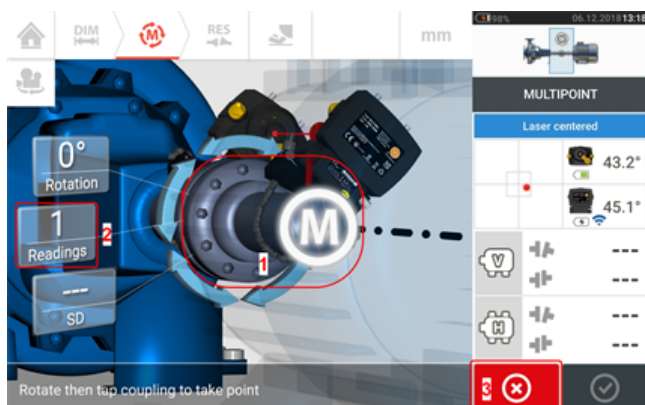 98%
06.12.2018 13:18
DIM
M
RES
mm
MULTIPOINT
Laser centered
0°
Rotation
43.2°
1
Readings
2
M
1
45.1°
---
SD
V
---
---
H
---
---
Rotate then tap coupling to take point
3